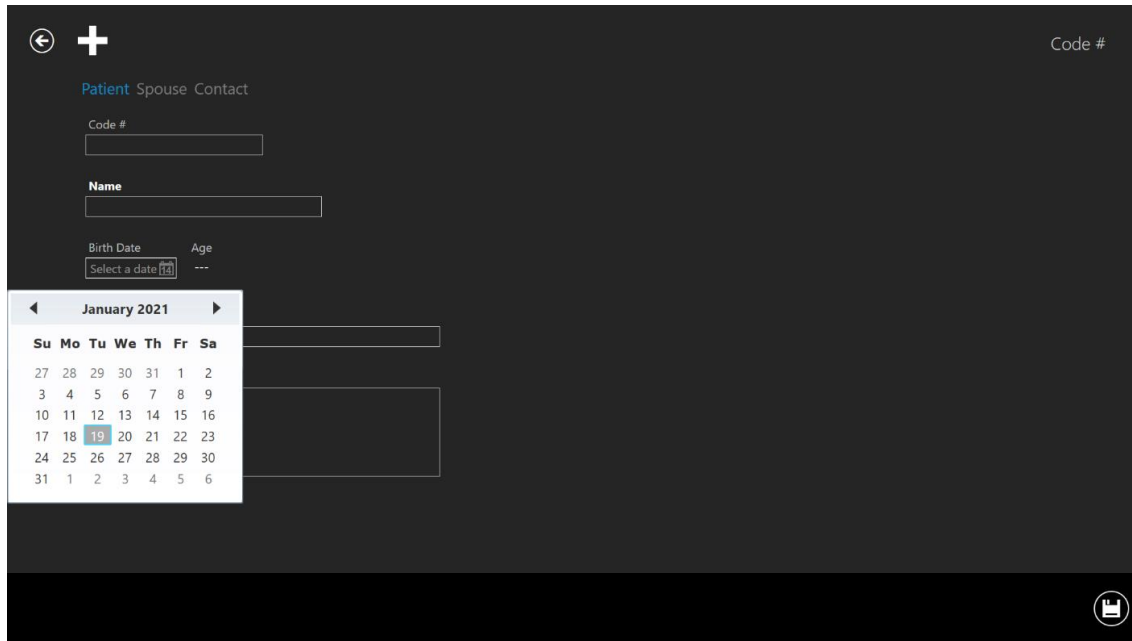 Code #
Patient Spouse Contact
Code #
Name
Birth Date Age
Select a date 14 ---
January 2021
Su Mo Tu We Th Fr Sa
27 28 29 30 31 1 2
3 4 5 6 7 8 9
10 11 12 13 14 15 16
17 18 19 20 21 22 23
24 25 26 27 28 29 30
31 1 2 3 4 5 6